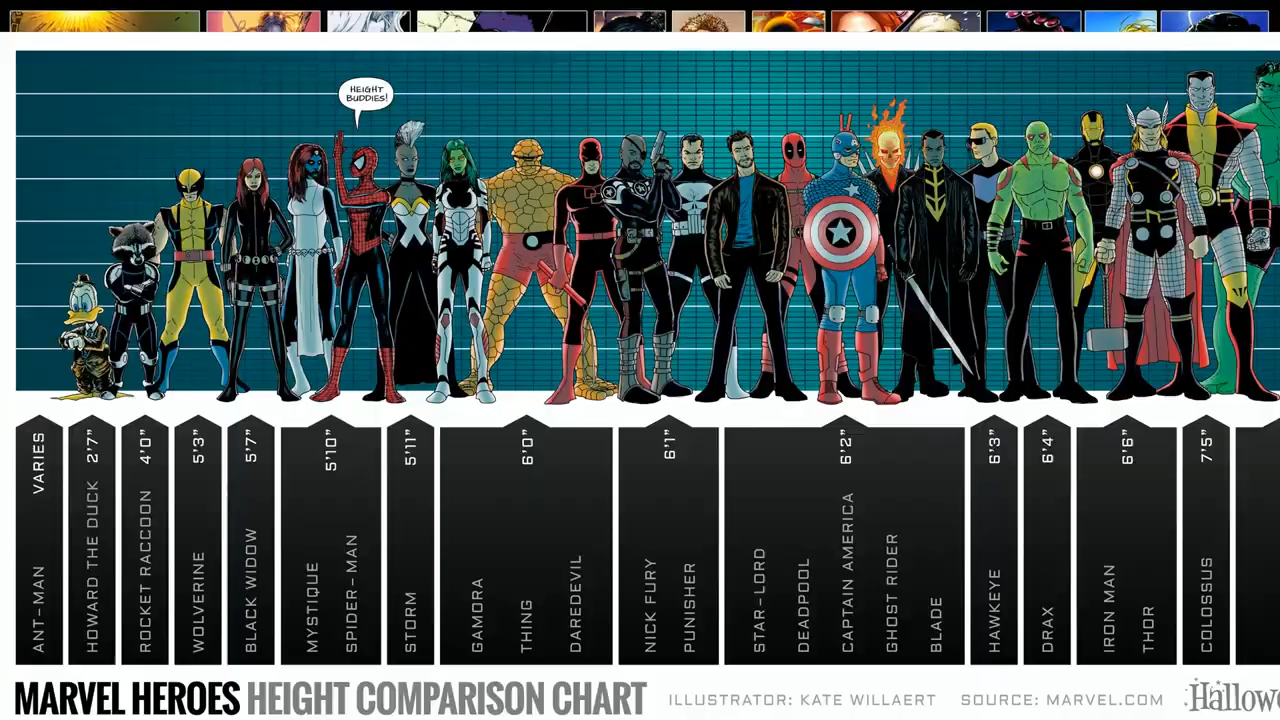 HEIGHT
BUDDIES!
VARIES
ANT-MAN
2'7"
HOWARD THE DUCK
4'0"
ROCKET RACCOON
5'3"
WOLVERINE
5'7"
BLACK WIDOW
5'10"
MYSTIQUE
SPIDER-MAN
5'11"
STORM
6'0"
GAMORA
THING
DAREDEVIL
6'1"
NICK FURY
PUNISHER
6'2"
STAR-LORD
DEADPOOL
CAPTAIN AMERICA
GHOST RIDER
BLADE
6'3"
HAWKEYE
6'4"
DRAX
6'6"
IRON MAN
THOR
7'5"
COLOSSUS
MARVEL HEROES HEIGHT COMPARISON CHART ILLUSTRATOR: KATE WILLAERT SOURCE: MARVEL.COM